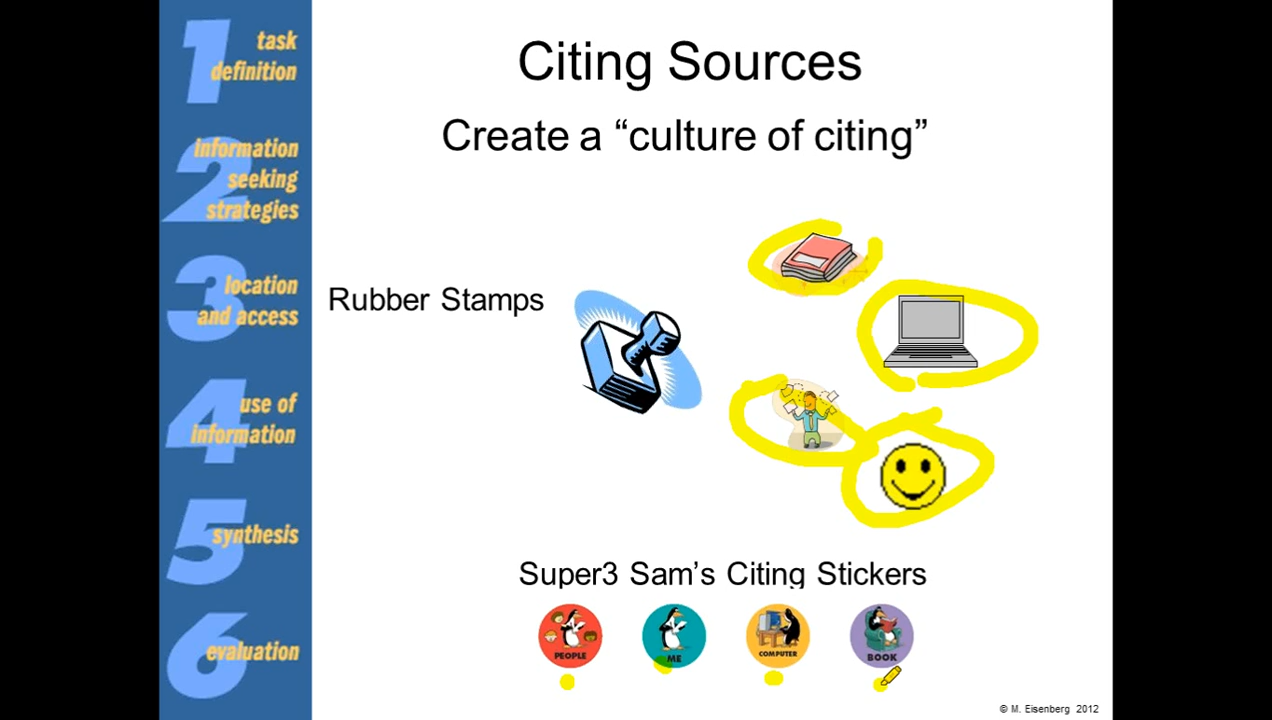 1 task
definition
2 information
seeking
strategies
3 location
and access
4 use of
information
5 synthesis
6 evaluation
Citing Sources
Create a “culture of citing”
Rubber Stamps
Super3 Sam’s Citing Stickers
PEOPLE ME COMPUTER BOOK
© M. Eisenberg 2012